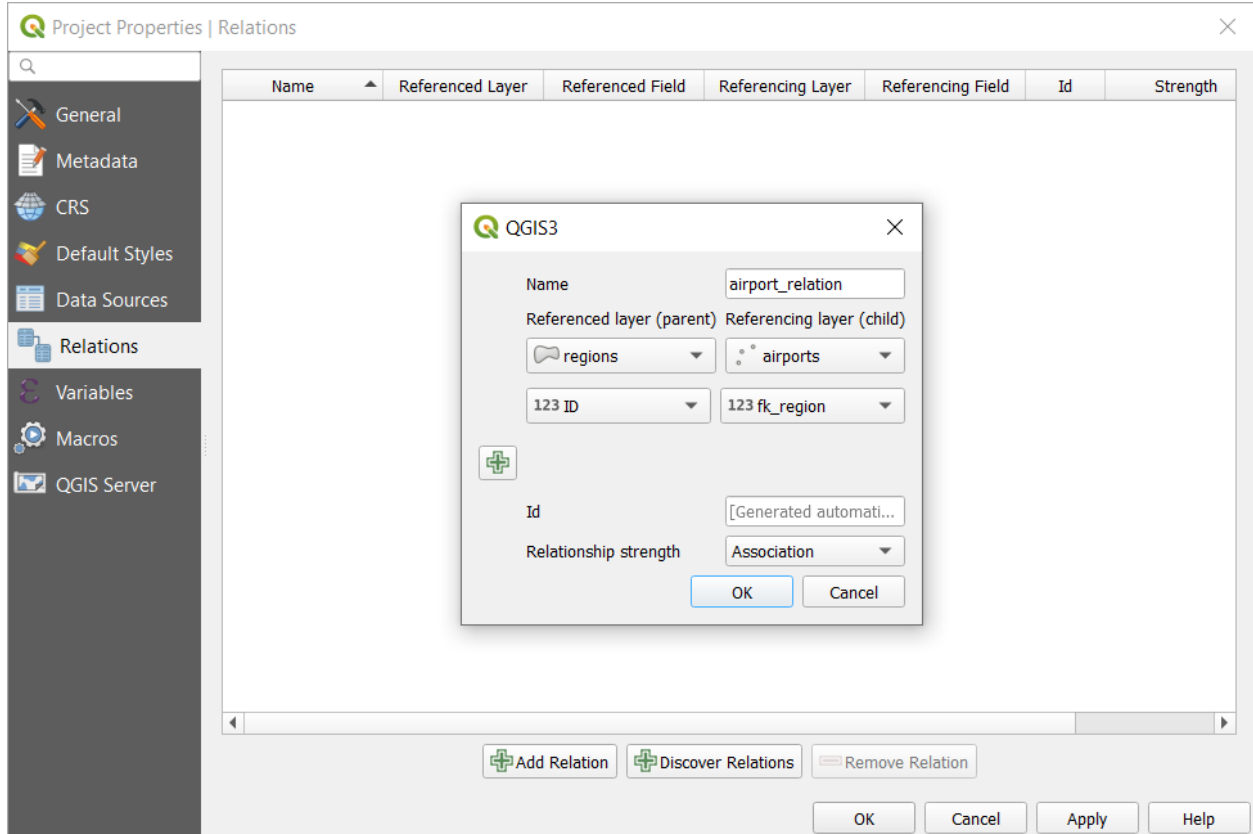 Project Properties | Relations
Name Referenced Layer Referenced Field Referencing Layer Referencing Field Id Strength
General
Metadata
CRS
Default Styles
Data Sources
Relations
Variables
Macros
QGIS Server
QGIS3
Name airport_relation
Referenced layer (parent) Referencing layer (child)
regions airports
123 ID 123 fk_region
Id [Generated automati...
Relationship strength Association
OK Cancel
Add Relation Discover Relations Remove Relation
OK Cancel Apply Help